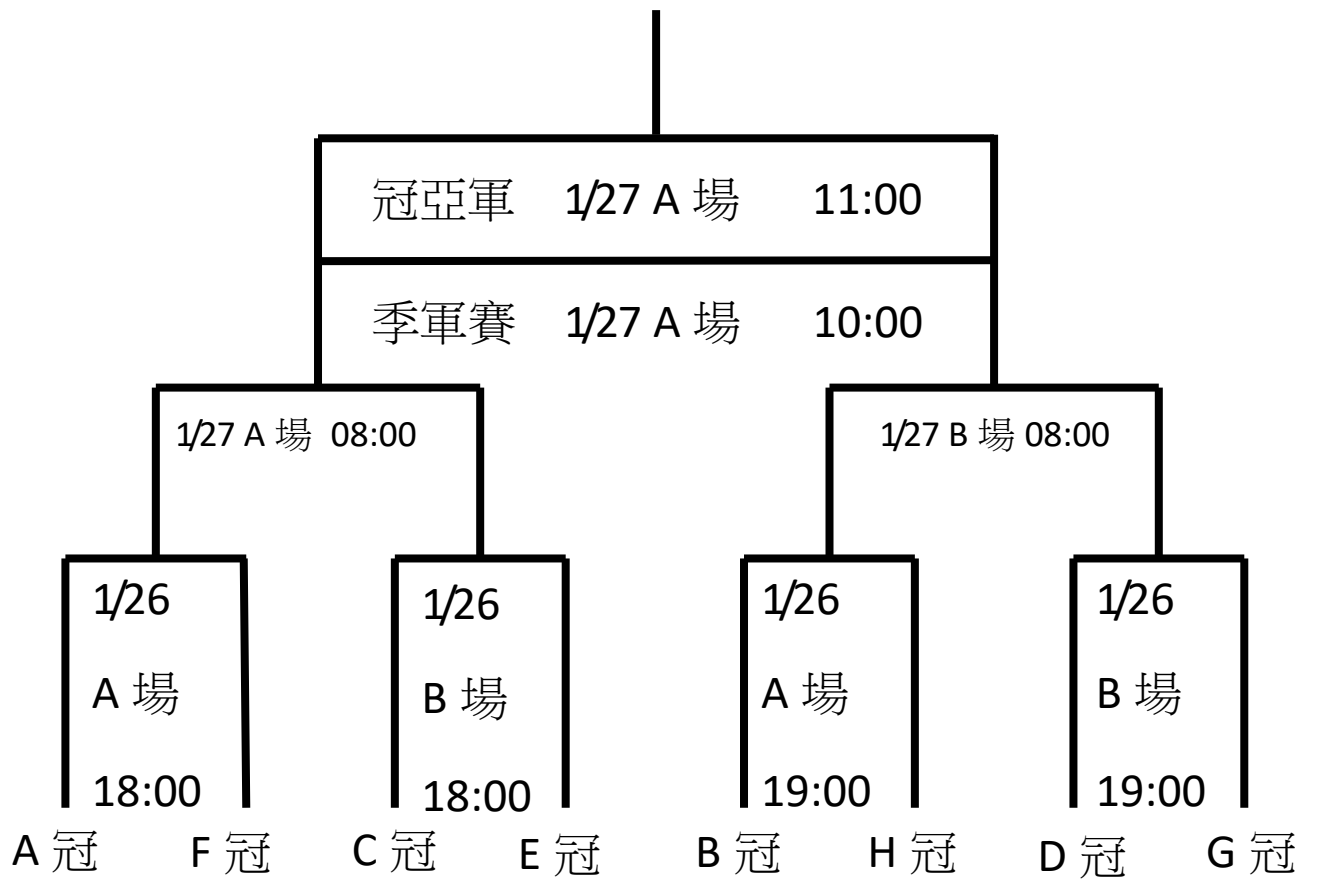 冠亞軍 1/27 A 場 11:00
季軍賽 1/27 A 場 10:00
1/27 A 場 08:00
1/27 B 場 08:00
1/26
A 場
18:00
1/26
B 場
18:00
1/26
A 場
19:00
1/26
B 場
19:00
A 冠 F 冠 C 冠 E 冠 B 冠 H 冠 D 冠 G 冠